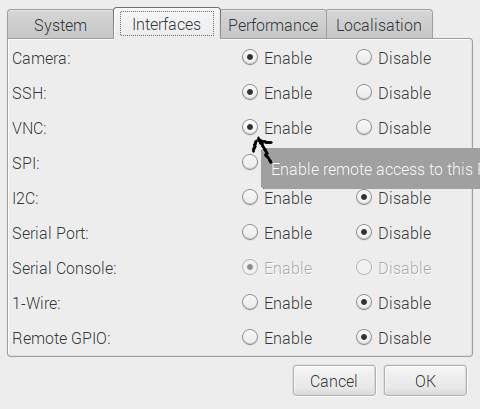 System Interfaces Performance Localisation
Camera: Enable Disable
SSH: Enable Disable
VNC: Enable Disable
SPI:
Enable remote access to this
I2C: Enable Disable
Serial Port: Enable Disable
Serial Console: Enable Disable
1-Wire: Enable Disable
Remote GPIO: Enable Disable
Cancel OK